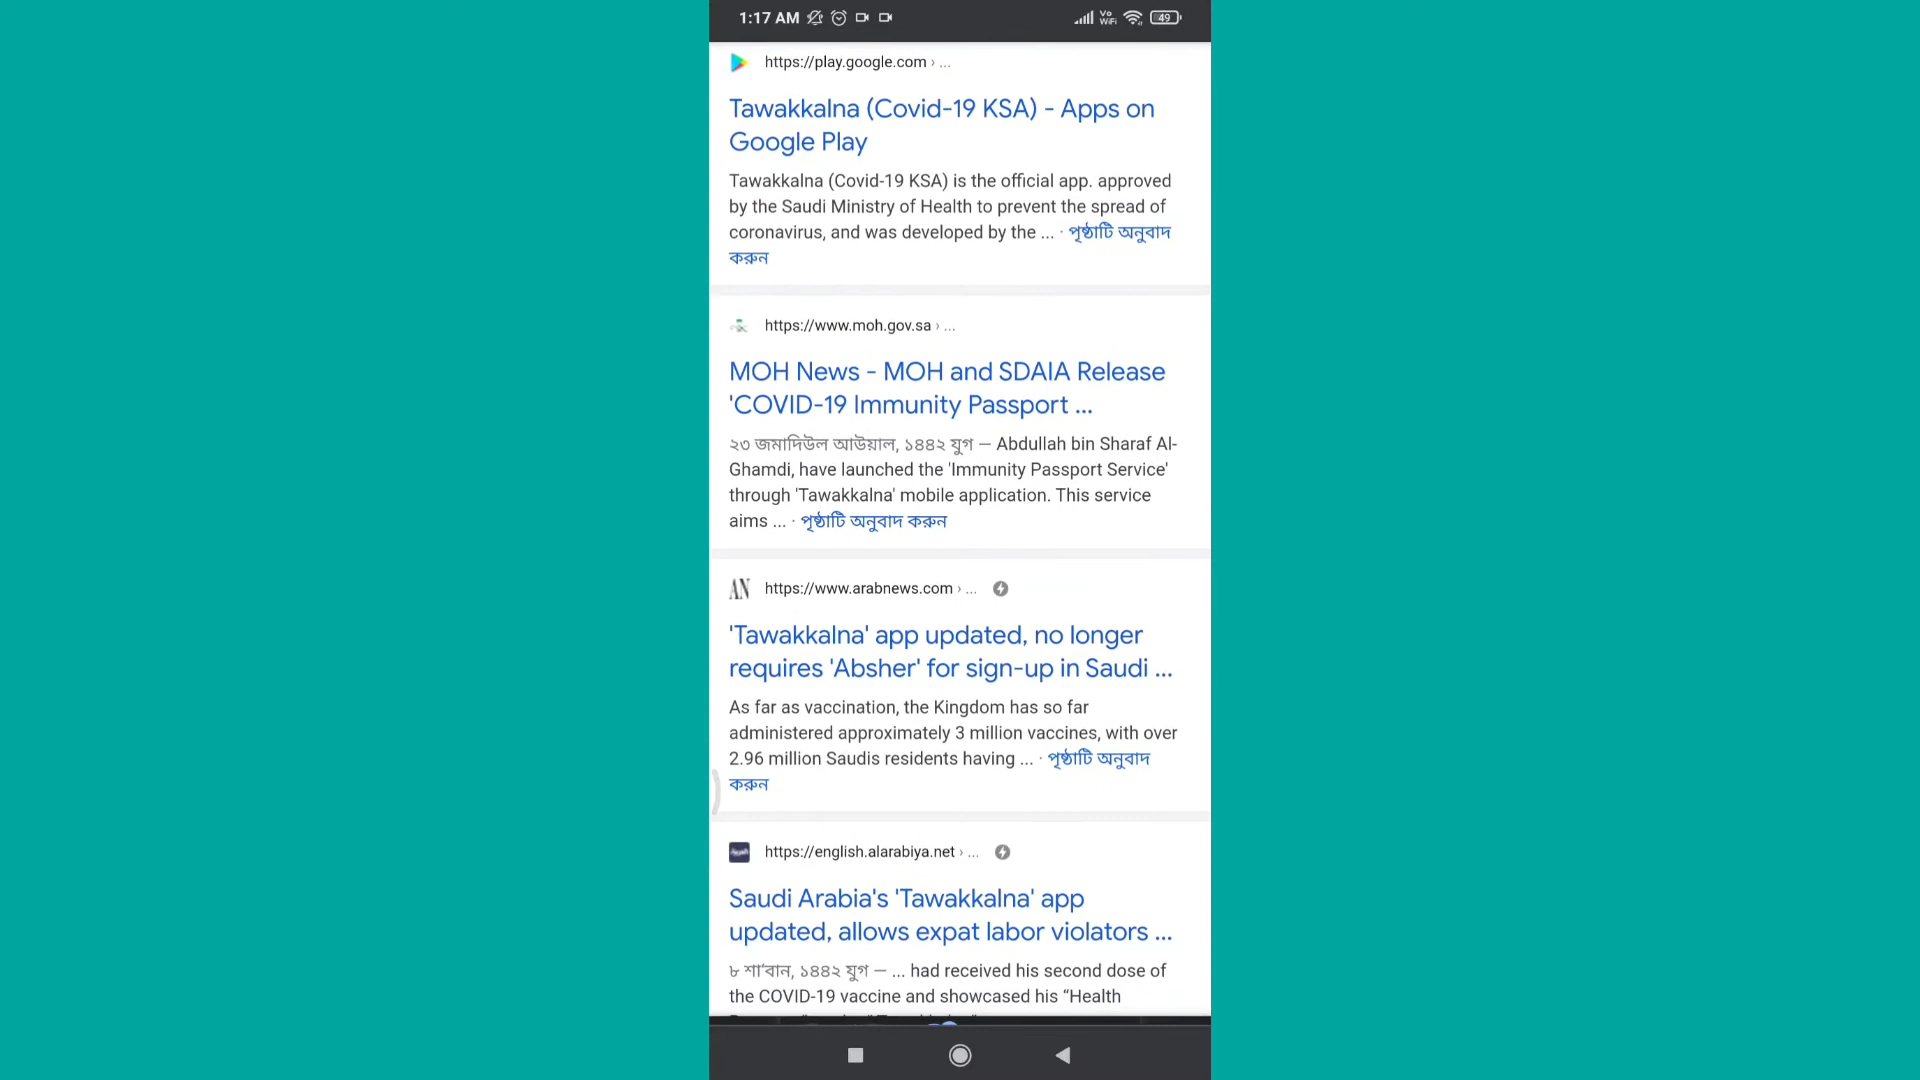 1:17 AM
Vo
WiFi
49
https://play.google.com › ...
Tawakkalna (Covid-19 KSA) - Apps on
Google Play
Tawakkalna (Covid-19 KSA) is the official app. approved
by the Saudi Ministry of Health to prevent the spread of
coronavirus, and was developed by the ... · পৃষ্ঠাটি অনুবাদ
করুন
https://www.moh.gov.sa › ...
MOH News - MOH and SDAIA Release
'COVID-19 Immunity Passport ...
২৩ জমাদিউল আউয়াল, ১৪৪২ যুগ — Abdullah bin Sharaf Al-
Ghamdi, have launched the 'Immunity Passport Service'
through 'Tawakkalna' mobile application. This service
aims ... · পৃষ্ঠাটি অনুবাদ করুন
AN
https://www.arabnews.com › ...
'Tawakkalna' app updated, no longer
requires 'Absher' for sign-up in Saudi ...
As far as vaccination, the Kingdom has so far
administered approximately 3 million vaccines, with over
2.96 million Saudis residents having ... · পৃষ্ঠাটি অনুবাদ
করুন
https://english.alarabiya.net › ...
Saudi Arabia's 'Tawakkalna' app
updated, allows expat labor violators ...
৮ শা'বান, ১৪৪২ যুগ — ... had received his second dose of
the COVID-19 vaccine and showcased his “Health